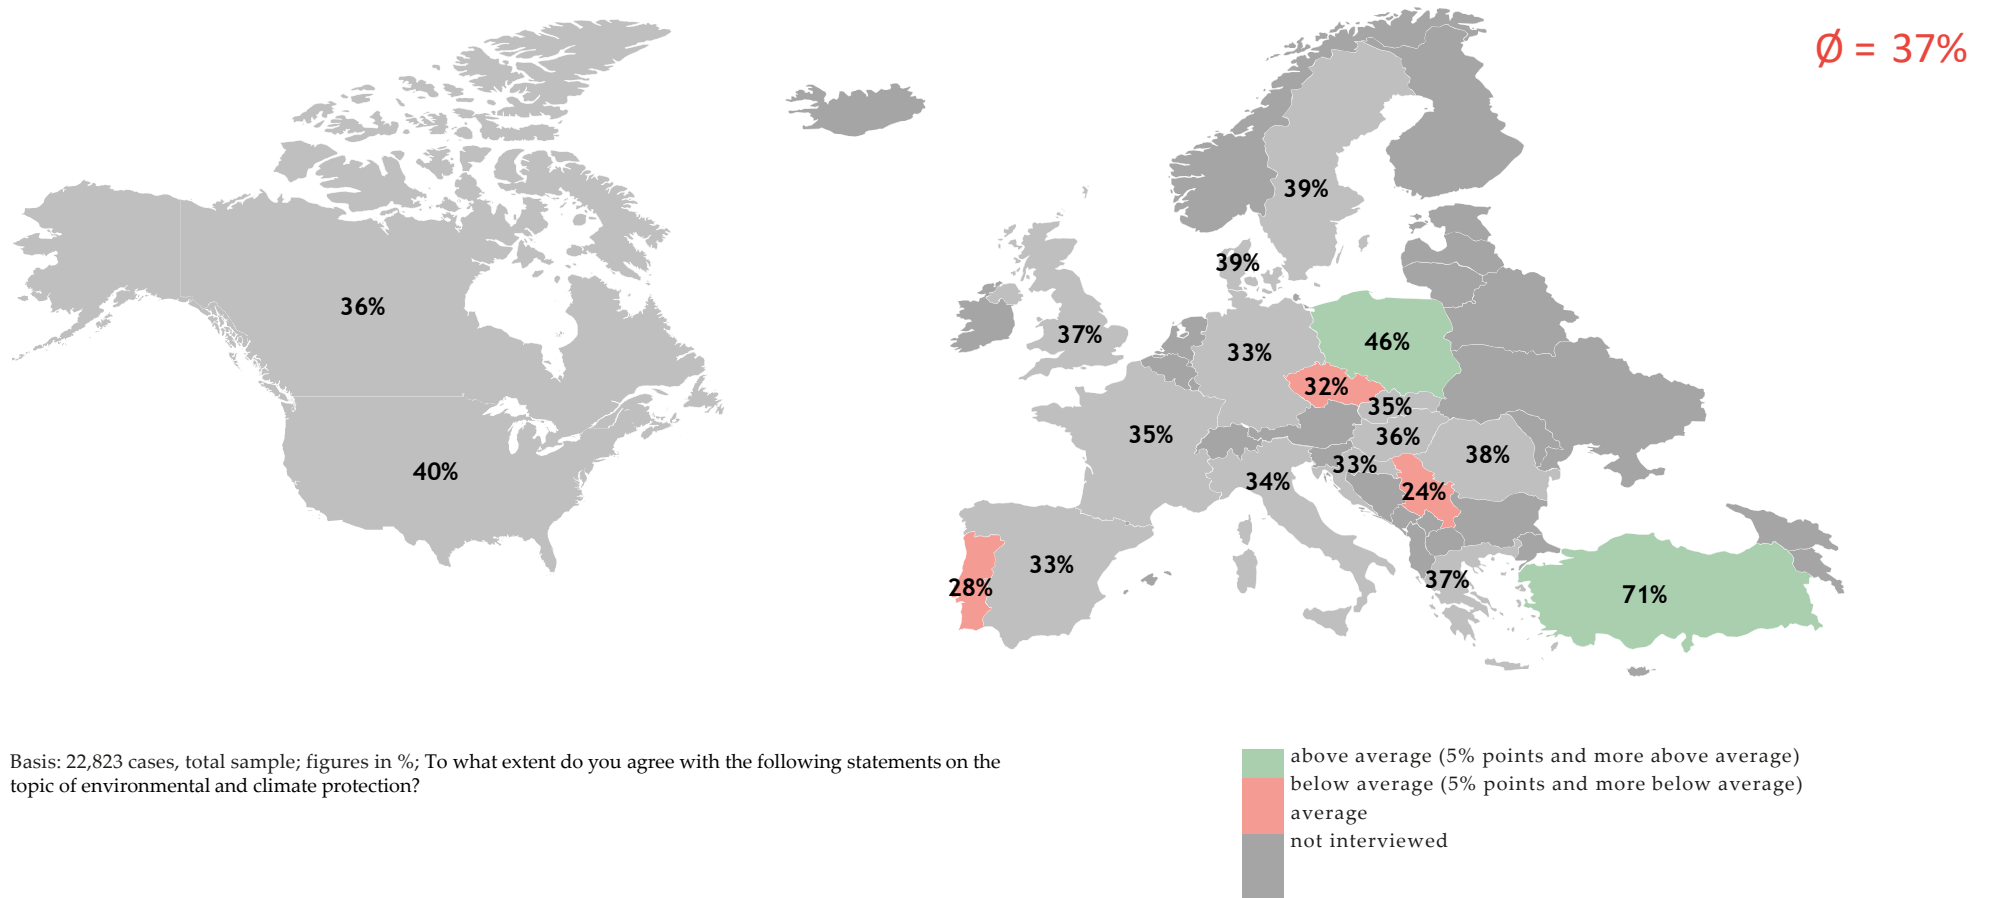 Ø = 37%
39%
39%
36%
37%
46%
33%
32%
35%
35%
36%
38%
33%
40%
34%
24%
33%
37%
28%
71%
Basis: 22,823 cases, total sample; figures in %; To what extent do you agree with the following statements on the
topic of environmental and climate protection?
above average (5% points and more above average)
below average (5% points and more below average)
average
not interviewed